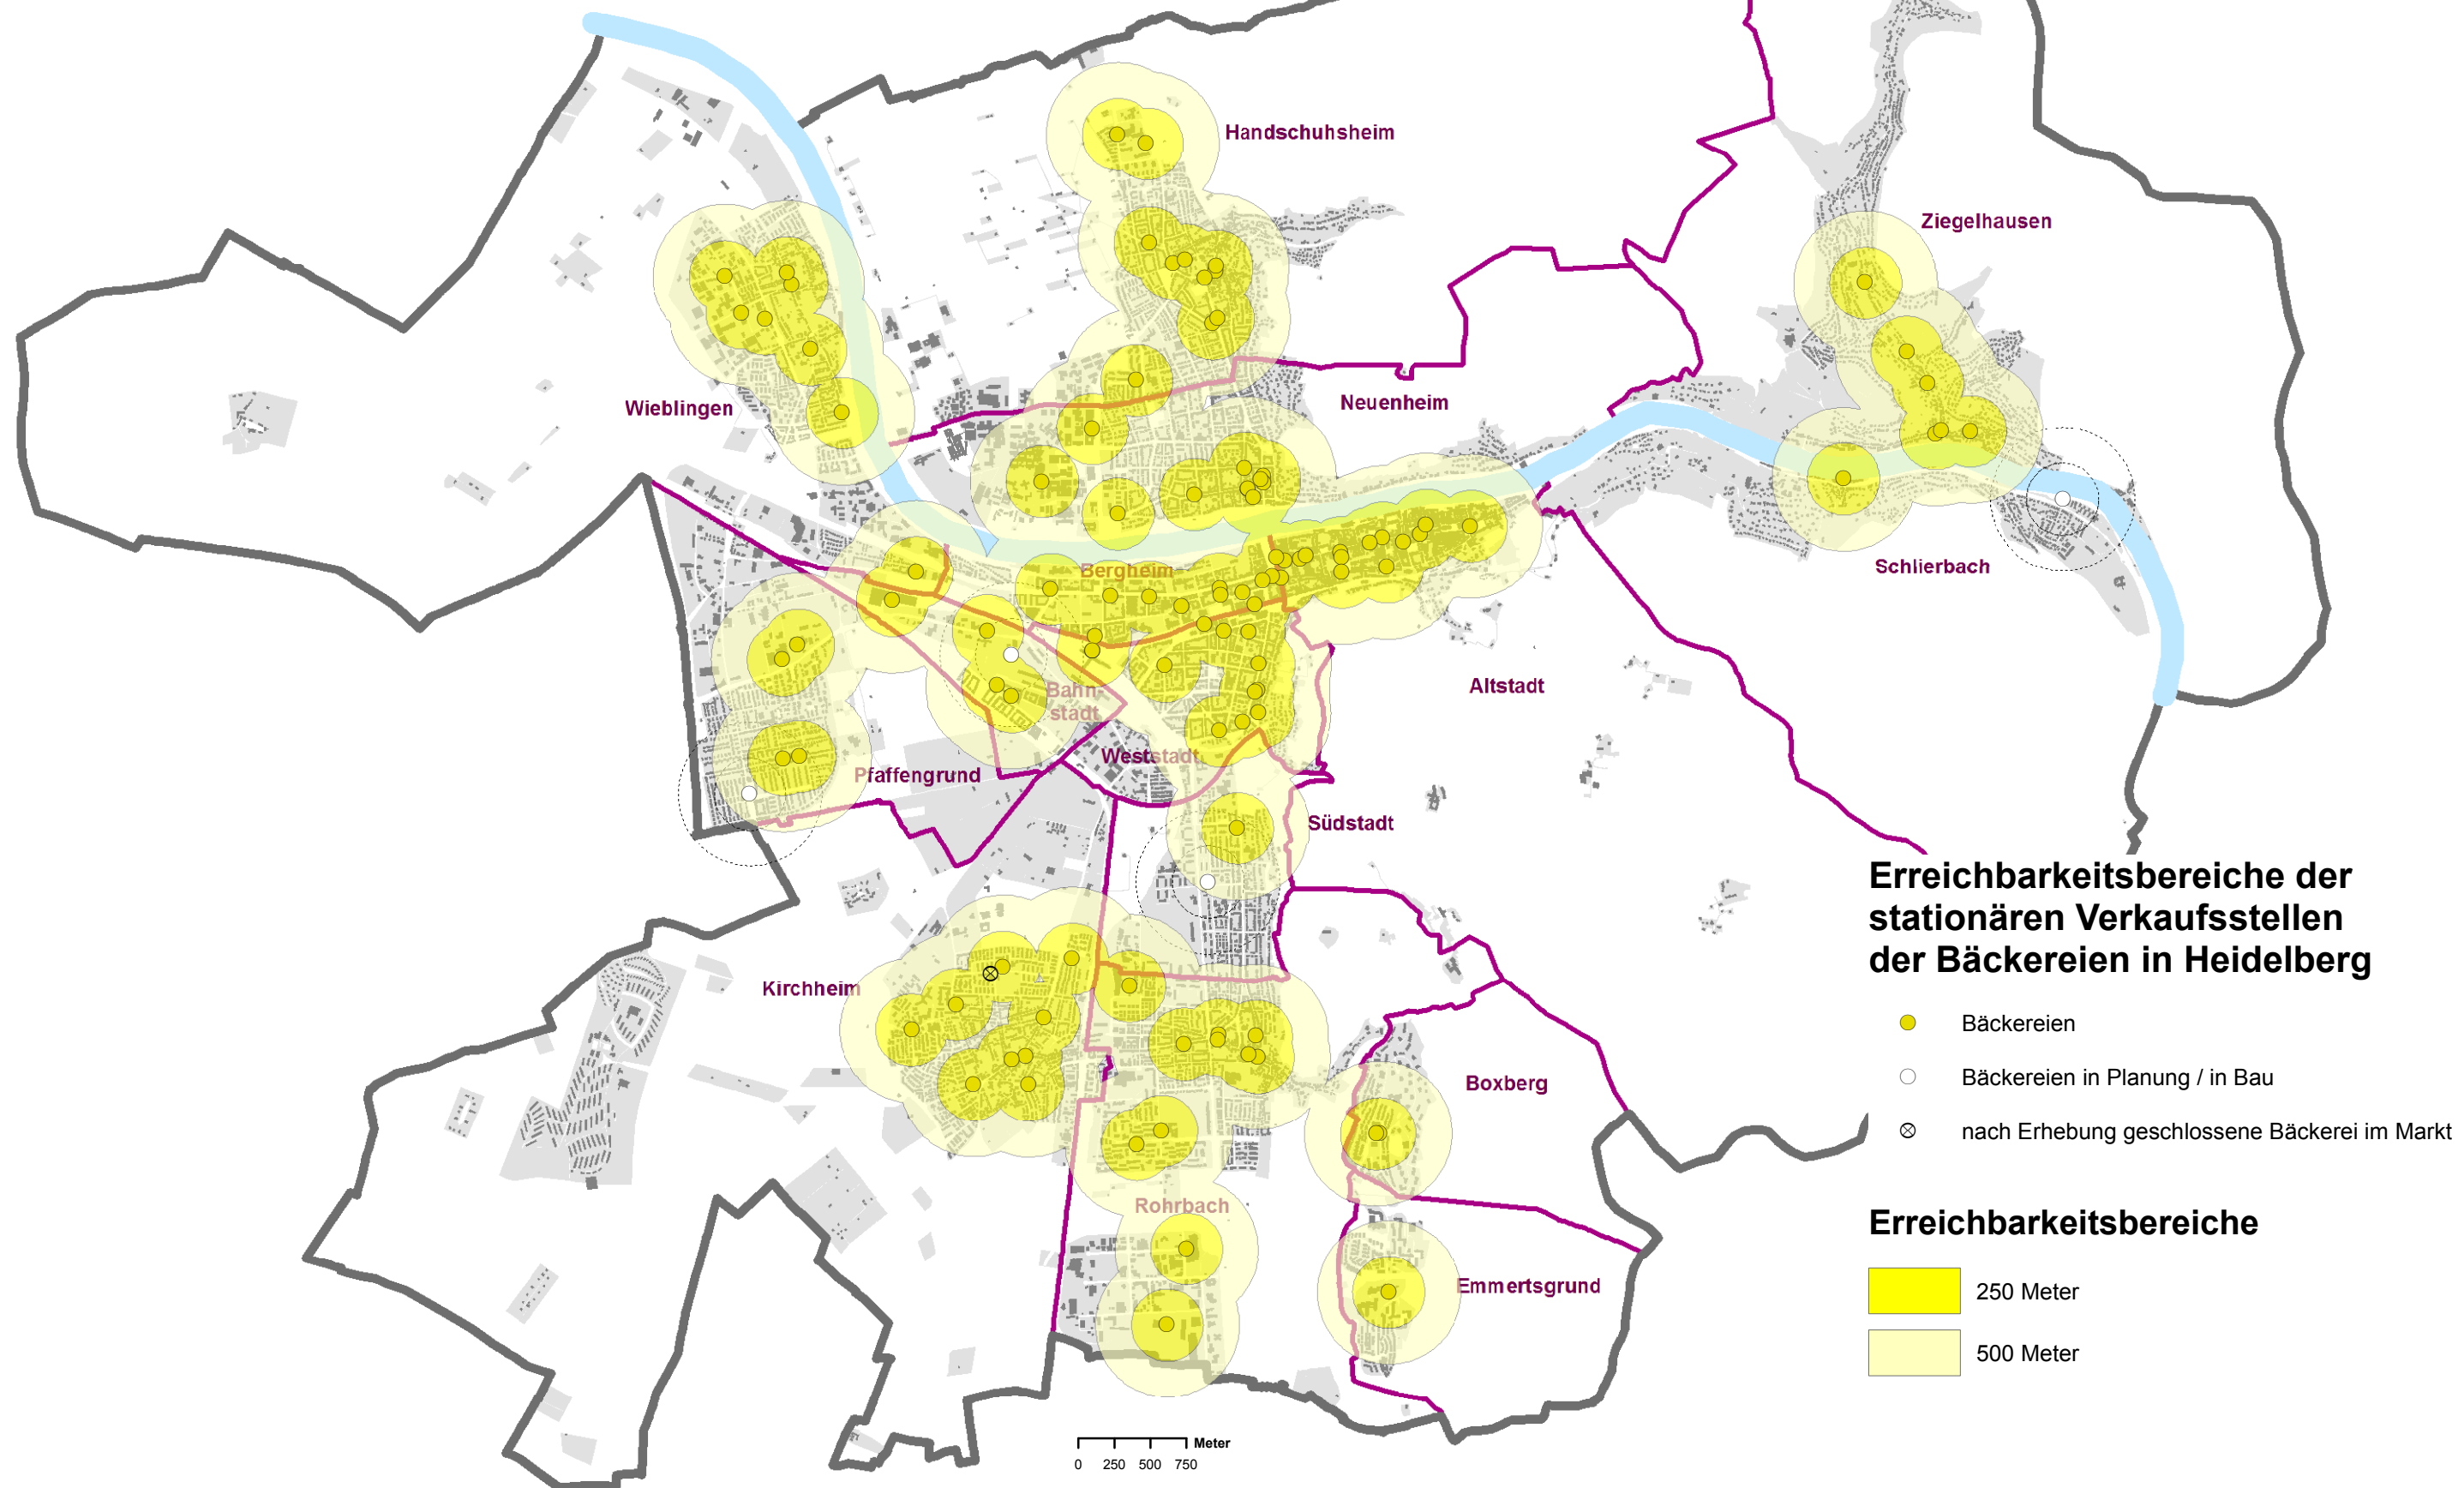 Handschuhsheim
Ziegelhausen
Wieblingen
Neuenheim
Bergheim
Schlierbach
Bahn-
stadt
Altstadt
Weststadt
Pfaffengrund
Südstadt
Kirchheim
Boxberg
Rohrbach
Emmertsgrund
Erreichbarkeitsbereiche der
stationären Verkaufsstellen
der Bäckereien in Heidelberg
Bäckereien
Bäckereien in Planung / in Bau
nach Erhebung geschlossene Bäckerei im Markt
Erreichbarkeitsbereiche
250 Meter
500 Meter
Meter
0 250 500 750